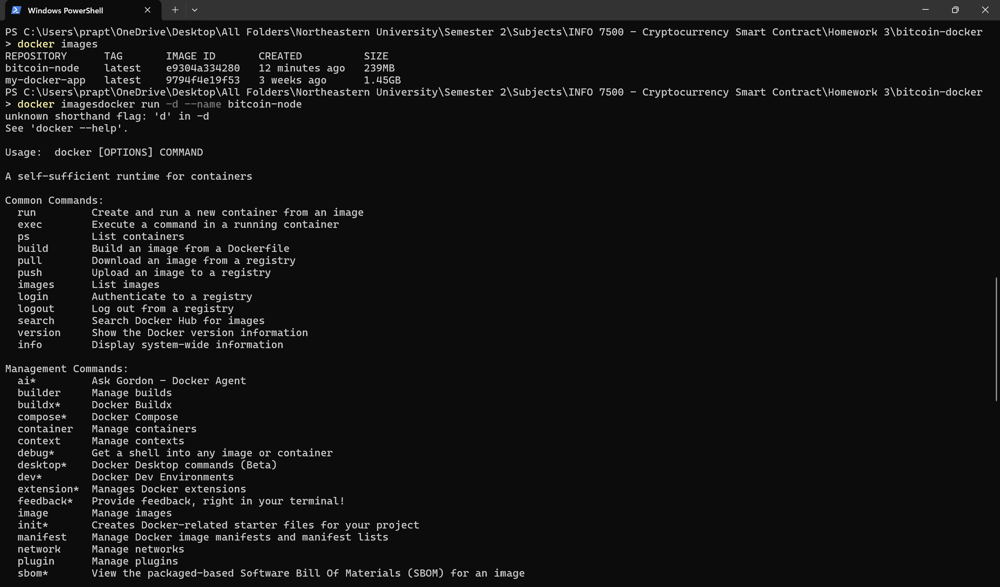 Windows PowerShell
PS C:\Users\prapt\OneDrive\Desktop\All Folders\Northeastern University\Semester 2\Subjects\INFO 7500 - Cryptocurrency Smart Contract\Homework 3\bitcoin-docker
> docker images
REPOSITORY      TAG       IMAGE ID       CREATED          SIZE
bitcoin-node    latest    e9304a334280   12 minutes ago   239MB
my-docker-app   latest    9794f4e19f53   3 weeks ago      1.45GB
PS C:\Users\prapt\OneDrive\Desktop\All Folders\Northeastern University\Semester 2\Subjects\INFO 7500 - Cryptocurrency Smart Contract\Homework 3\bitcoin-docker
> docker imagesdocker run -d --name bitcoin-node
unknown shorthand flag: 'd' in -d
See 'docker --help'.

Usage:  docker [OPTIONS] COMMAND

A self-sufficient runtime for containers

Common Commands:
  run         Create and run a new container from an image
  exec        Execute a command in a running container
  ps          List containers
  build       Build an image from a Dockerfile
  pull        Download an image from a registry
  push        Upload an image to a registry
  images      List images
  login       Authenticate to a registry
  logout      Log out from a registry
  search      Search Docker Hub for images
  version     Show the Docker version information
  info        Display system-wide information

Management Commands:
  ai*         Ask Gordon - Docker Agent
  builder     Manage builds
  buildx*     Docker Buildx
  compose*    Docker Compose
  container   Manage containers
  context     Manage contexts
  debug*      Get a shell into any image or container
  desktop*    Docker Desktop commands (Beta)
  dev*        Docker Dev Environments
  extension*  Manages Docker extensions
  feedback*   Provide feedback, right in your terminal!
  image       Manage images
  init*       Creates Docker-related starter files for your project
  manifest    Manage Docker image manifests and manifest lists
  network     Manage networks
  plugin      Manage plugins
  sbom*       View the packaged-based Software Bill Of Materials (SBOM) for an image